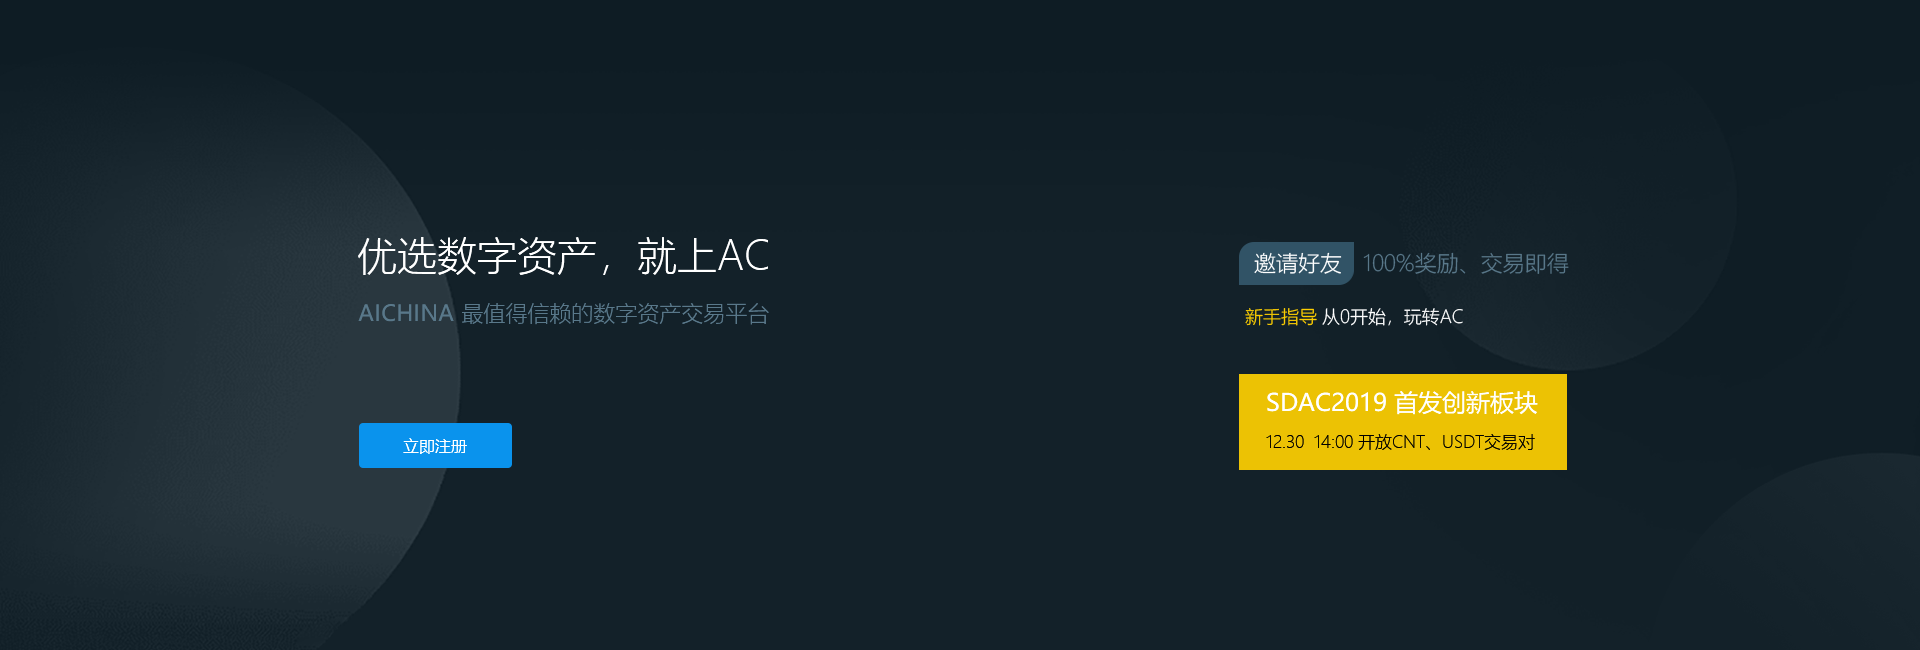 优选数字资产，就上AC
AICHINA 最值得信赖的数字资产交易平台
立即注册
邀请好友 100%奖励、交易即得
新手指导 从0开始，玩转AC
SDAC2019 首发创新板块
12.30 14:00 开放CNT、USDT交易对